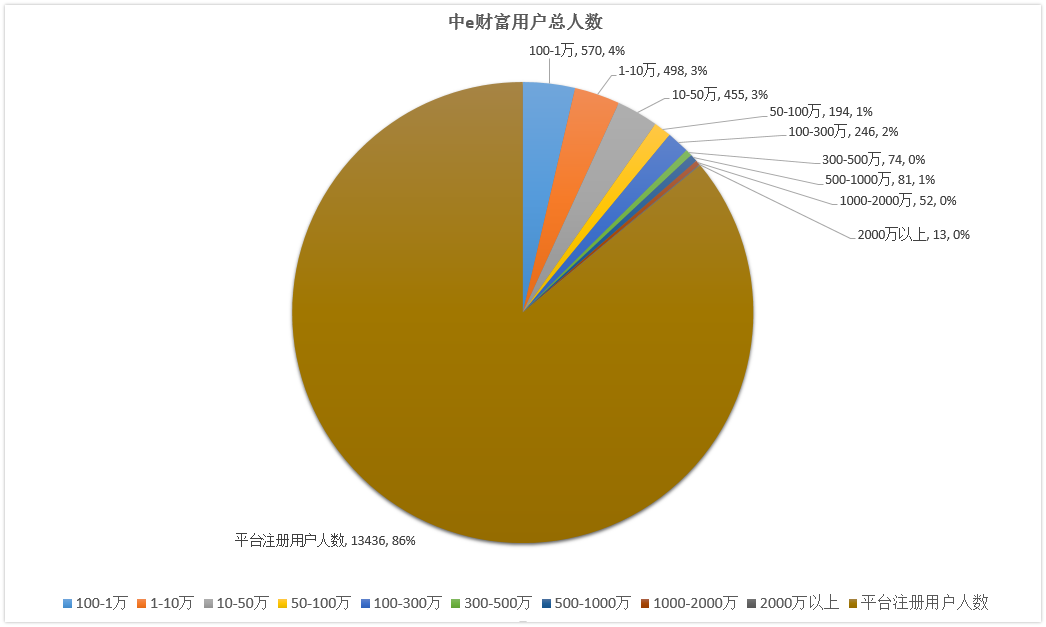 中e财富用户总人数
100-1万, 570, 4%
1-10万, 498, 3%
10-50万, 455, 3%
50-100万, 194, 1%
100-300万, 246, 2%
300-500万, 74, 0%
500-1000万, 81, 1%
1000-2000万, 52, 0%
2000万以上, 13, 0%
平台注册用户人数, 13436, 86%
100-1万 1-10万 10-50万 50-100万 100-300万 300-500万 500-1000万 1000-2000万 2000万以上 平台注册用户人数